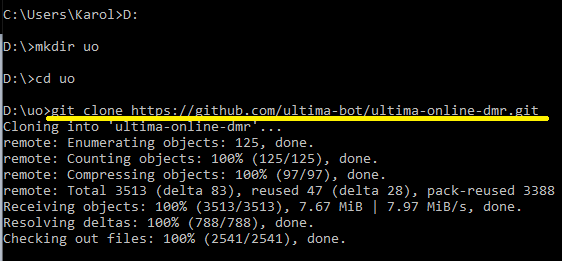 C:\Users\Karol>D:
D:\>mkdir uo
D:\>cd uo
D:\uo>git clone https://github.com/ultima-bot/ultima-online-dmr.git
Cloning into 'ultima-online-dmr'...
remote: Enumerating objects: 125, done.
remote: Counting objects: 100% (125/125), done.
remote: Compressing objects: 100% (97/97), done.
remote: Total 3513 (delta 83), reused 47 (delta 28), pack-reused 3388
Receiving objects: 100% (3513/3513), 7.67 MiB | 7.97 MiB/s, done.
Resolving deltas: 100% (788/788), done.
Checking out files: 100% (2541/2541), done.